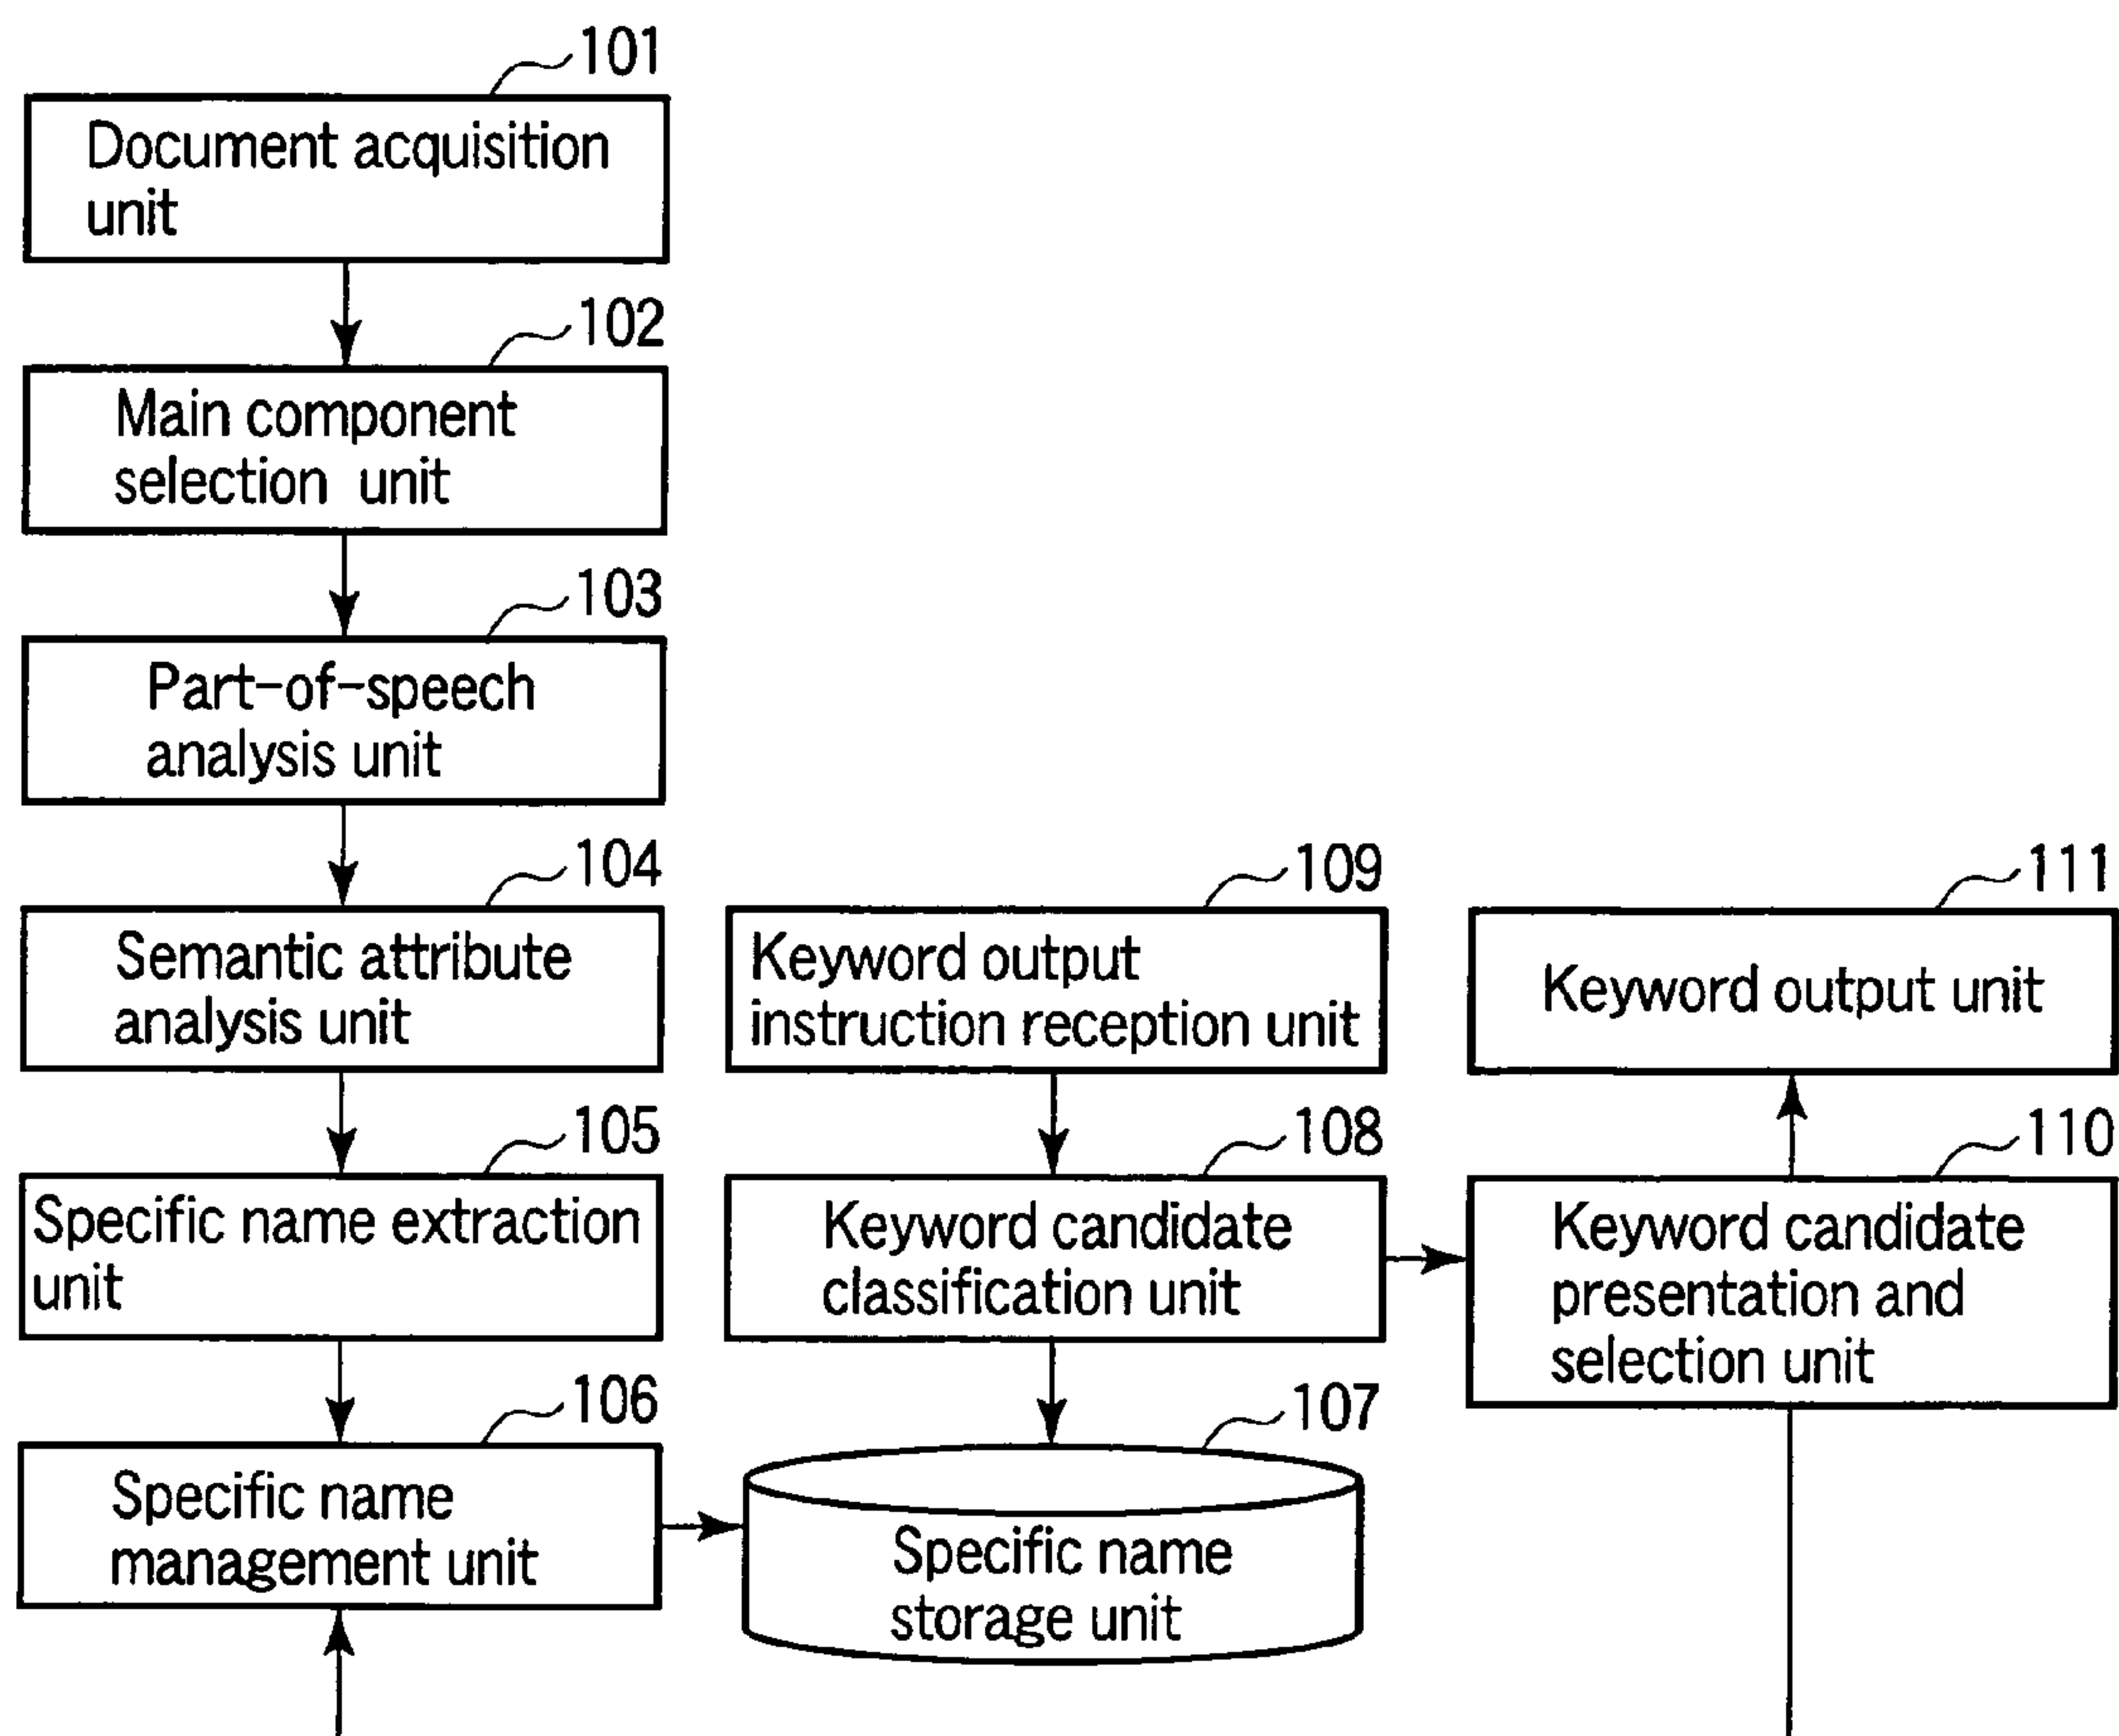 101
Document acquisition
unit
102
Main component
selection unit
103
Part-of-speech
analysis unit
104
Semantic attribute
analysis unit
105
Specific name extraction
unit
106
Specific name
management unit
109
Keyword output
instruction reception unit
108
Keyword candidate
classification unit
107
Specific name
storage unit
111
Keyword output unit
110
Keyword candidate
presentation and
selection unit